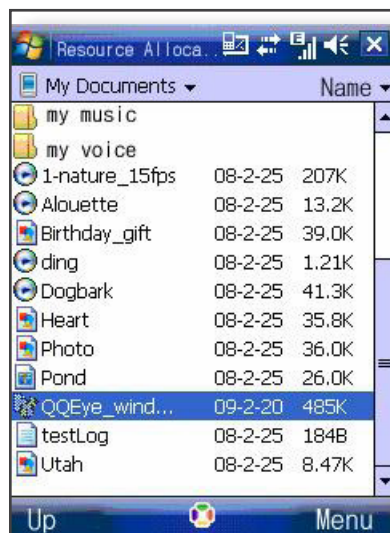 Resource Alloca..
My Documents Name
my music
my voice
1-nature_15fps 08-2-25 207K
Alouette 08-2-25 13.2K
Birthday_gift 08-2-25 39.0K
ding 08-2-25 1.21K
Dogbark 08-2-25 41.3K
Heart 08-2-25 35.8K
Photo 08-2-25 36.0K
Pond 08-2-25 26.0K
QQEye_wind... 09-2-20 485K
testLog 08-2-25 184B
Utah 08-2-25 8.47K
Up Menu